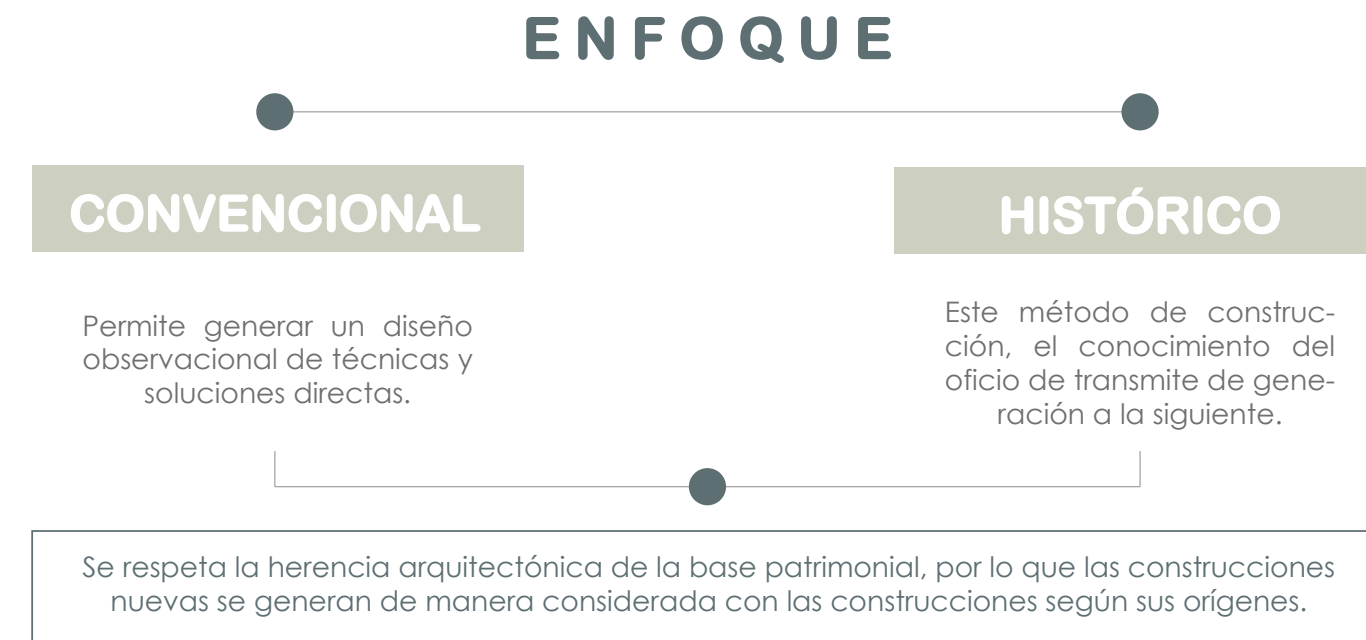 ENFOQUE
CONVENCIONAL
Permite generar un diseño
observacional de técnicas y
soluciones directas.
HISTÓRICO
Este método de construc-
ción, el conocimiento del
oficio de transmite de gene-
ración a la siguiente.
Se respeta la herencia arquitectónica de la base patrimonial, por lo que las construcciones
nuevas se generan de manera considerada con las construcciones según sus orígenes.